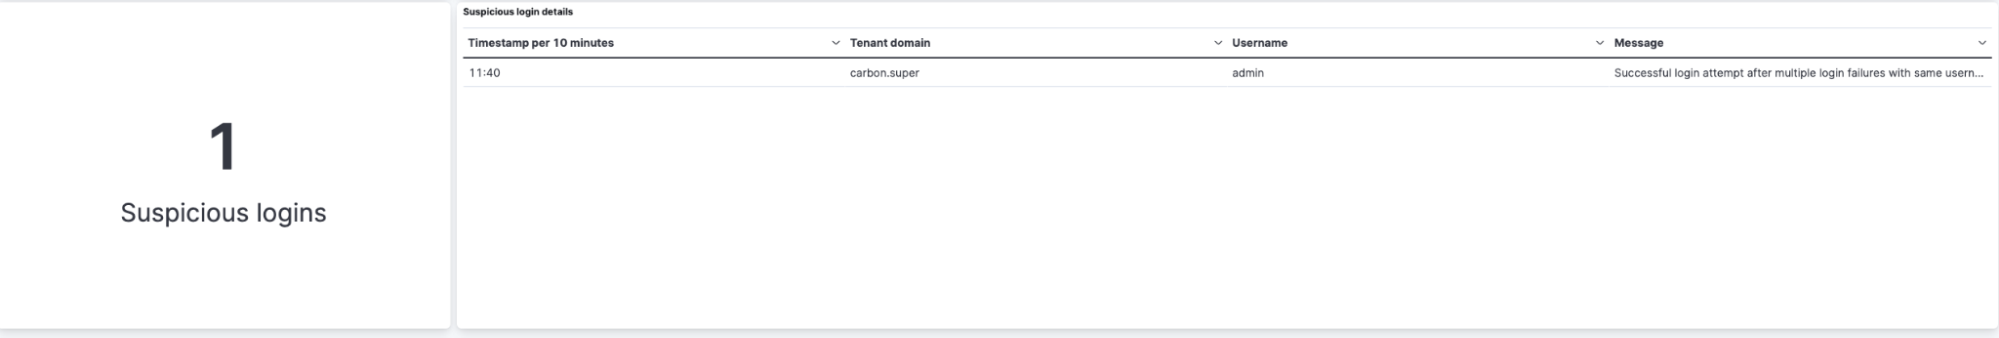 1
Suspicious logins
Suspicious login details
Timestamp per 10 minutes Tenant domain Username Message
11:40 carbon.super admin Successful login attempt after multiple login failures with same usern...